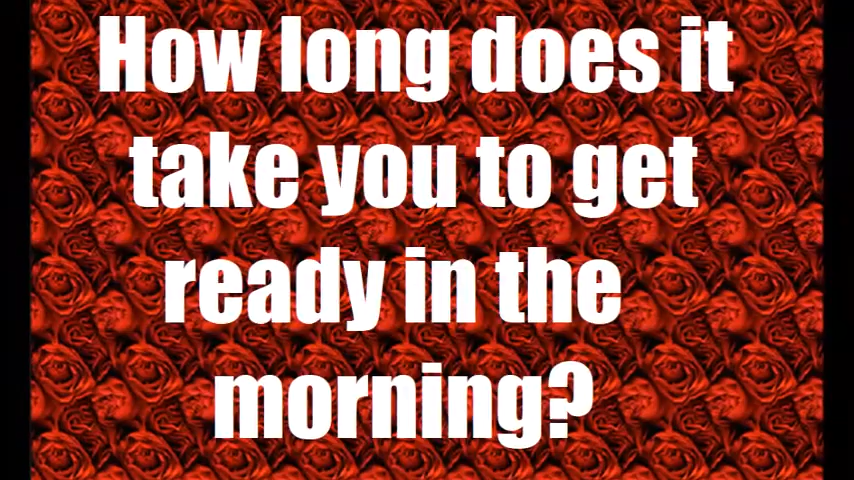 How long does it
take you to get
ready in the
morning?